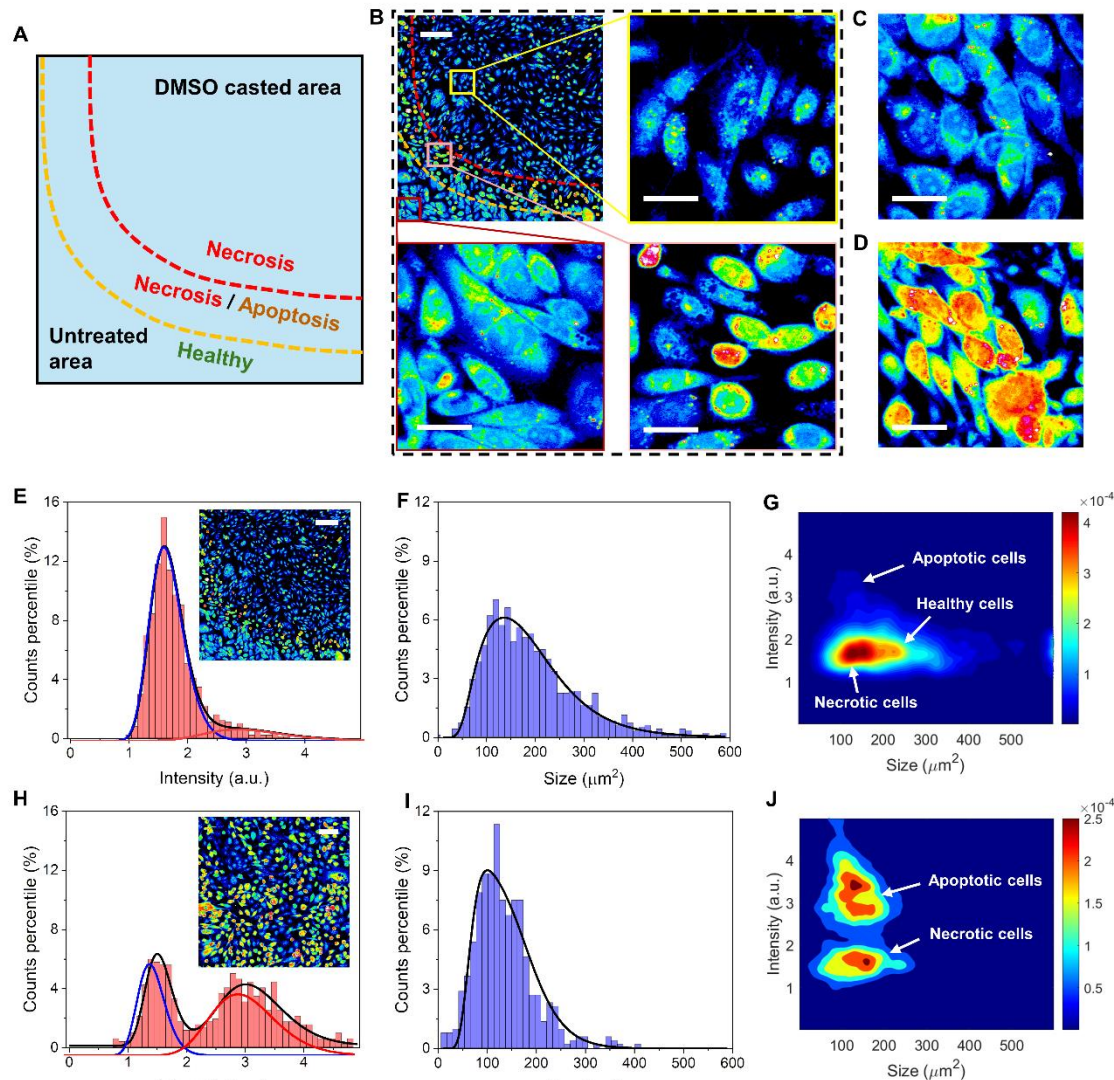 A
DMSO casted area
Necrosis
Necrosis / Apoptosis
Untreated
area
Healthy
B
C
D
E
16
12
8
4
0
Counts percentile (%)
0 1 2 3 4
Intensity (a.u.)
F
12
9
6
3
0
Counts percentile (%)
0 100 200 300 400 500 600
Size (μm²)
G
Apoptotic cells
Healthy cells
Necrotic cells
4
3
2
1
Intensity (a.u.)
100 200 300 400 500
Size (μm²)
×10⁻⁴
4
3
2
1
H
16
12
8
4
0
Counts percentile (%)
0 1 2 3 4
I
12
9
6
3
0
Counts percentile (%)
0 100 200 300 400 500 600
J
Apoptotic cells
Necrotic cells
4
3
2
1
Intensity (a.u.)
100 200 300 400 500
Size (μm²)
×10⁻⁴
2.5
2
1.5
1
0.5